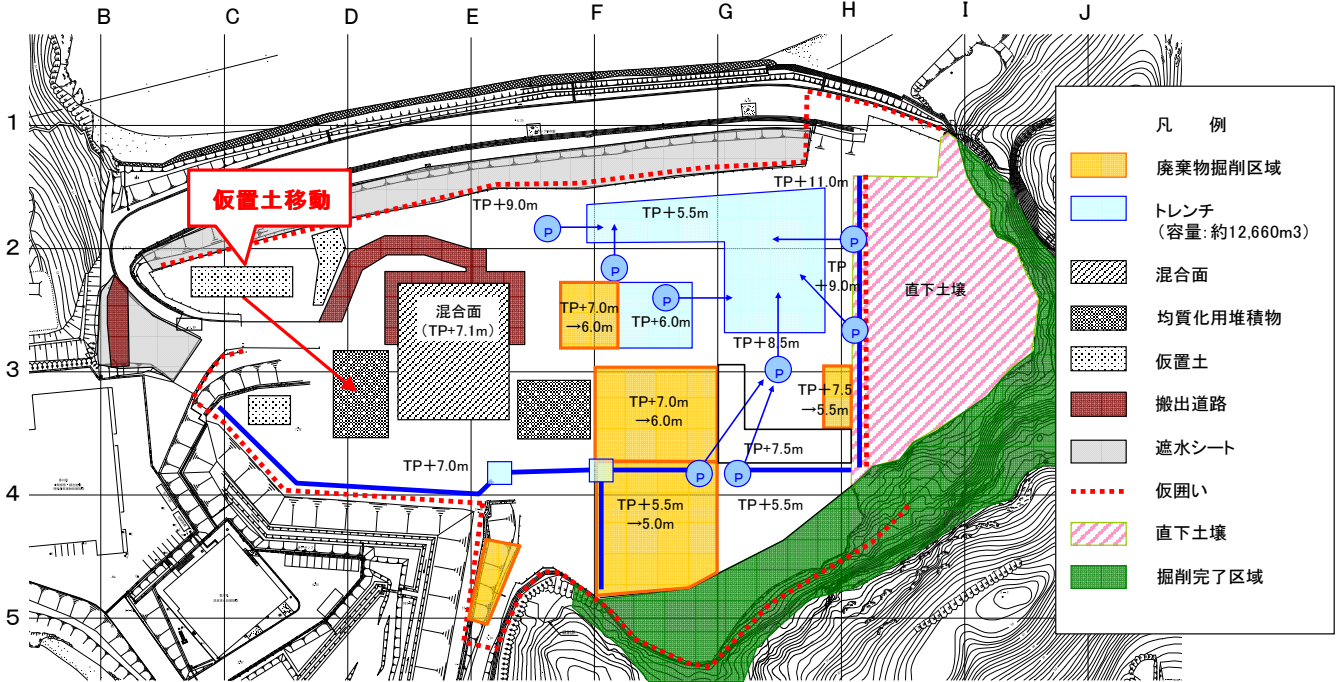 B C D E F G H I J
1
2
3
4
5
仮置土移動
TP+9.0m
TP+5.5m
TP+11.0m
TP
+9.0m
直下土壌
混合面
(TP+7.1m)
TP+7.0m
→6.0m
TP+6.0m
TP+8.5m
TP+7.0m
→6.0m
TP+7.5
→5.5m
TP+7.5m
TP+7.0m
TP+5.5m
→5.0m
TP+5.5m
P
P
P
P
P
P
P
P
凡 例
廃棄物掘削区域
トレンチ
(容量:約12,660m3)
混合面
均質化用堆積物
仮置土
搬出道路
遮水シート
仮囲い
直下土壌
掘削完了区域